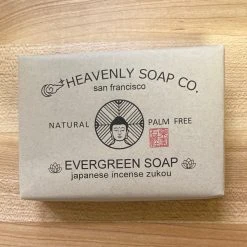 HEAVENLY SOAP CO.
san francisco
NATURAL PALM FREE
EVERGREEN SOAP
japanese incense zukou